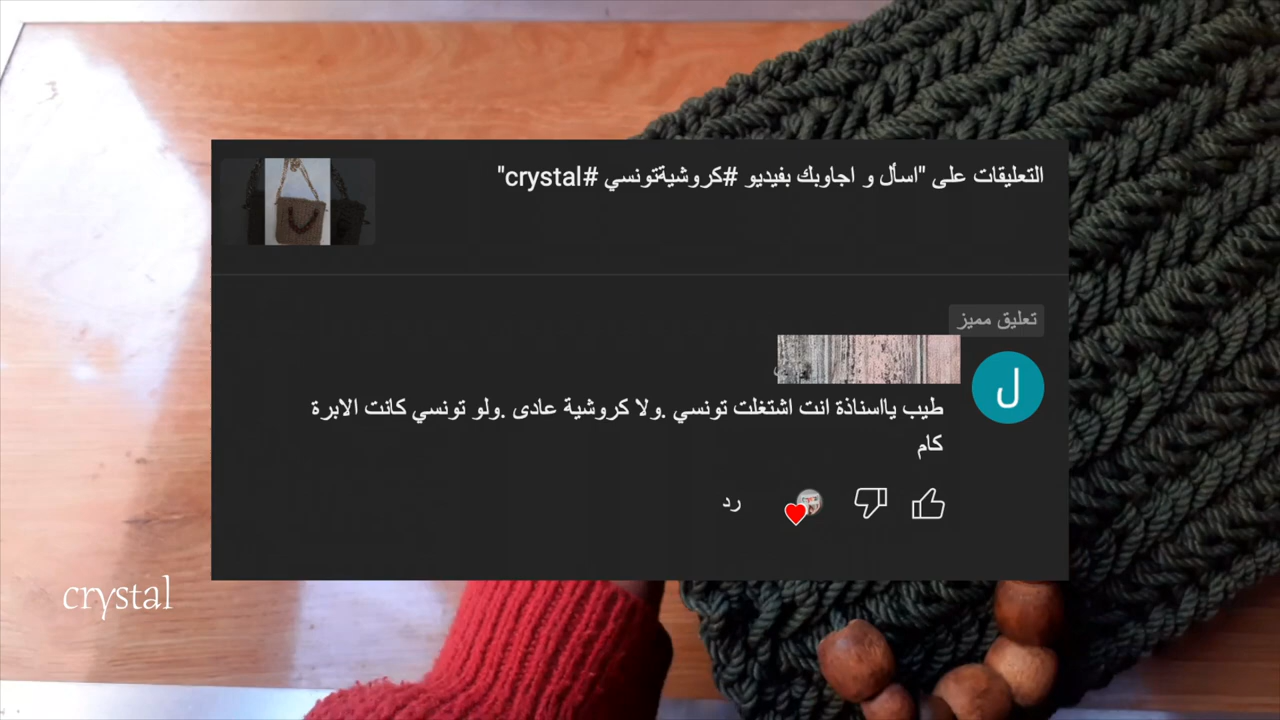 التعليقات على "اسأل و اجاوبك بفيديو #كروشيةتونسي #crystal"
تعليق مميز
ل
طيب يااسناذة انت اشتغلت تونسي .ولا كروشية عادى .ولو تونسي كانت الابرة
كام
رد
crystal